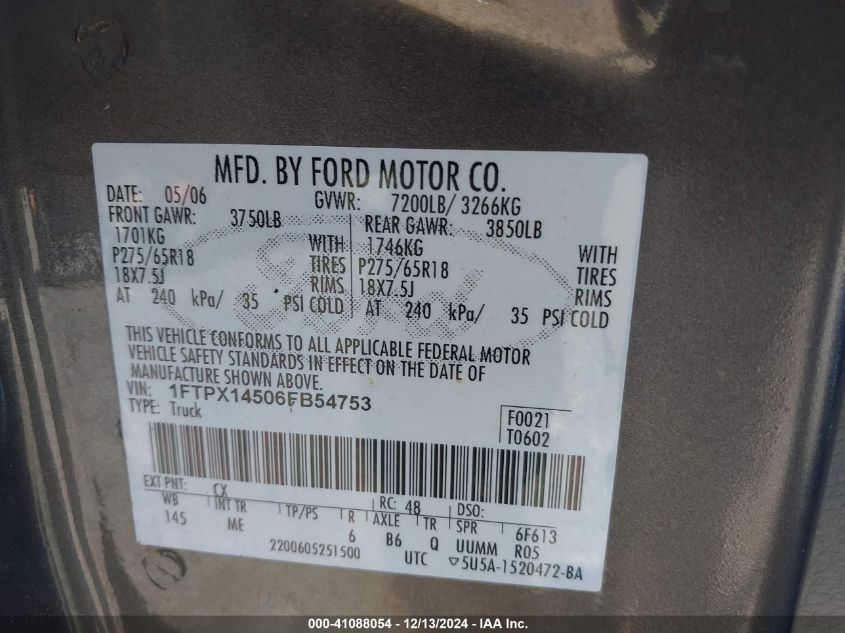 MFD. BY FORD MOTOR CO.
DATE: 05/06 GVWR: 7200LB/ 3266KG
FRONT GAWR: 3750LB REAR GAWR: 3850LB
1701KG WITH 1746KG WITH
P275/65R18 TIRES P275/65R18 TIRES
18X7.5J RIMS 18X7.5J RIMS
AT 240 kPa/ 35 PSI COLD AT 240 kPa/ 35 PSI COLD
THIS VEHICLE CONFORMS TO ALL APPLICABLE FEDERAL MOTOR
VEHICLE SAFETY STANDARDS IN EFFECT ON THE DATE OF
MANUFACTURE SHOWN ABOVE.
VIN: 1FTPX14506FB54753
TYPE: Truck
F0021
T0602
EXT PNT: CX RC: 48 DSO:
WB INT TR TP/PS R AXLE TR SPR 6F613
145 ME 6 B6 Q UUMM R05
2200605251500 UTC ▽5U5A-1520472-BA
000-41088054 - 12/13/2024 - IAA Inc.